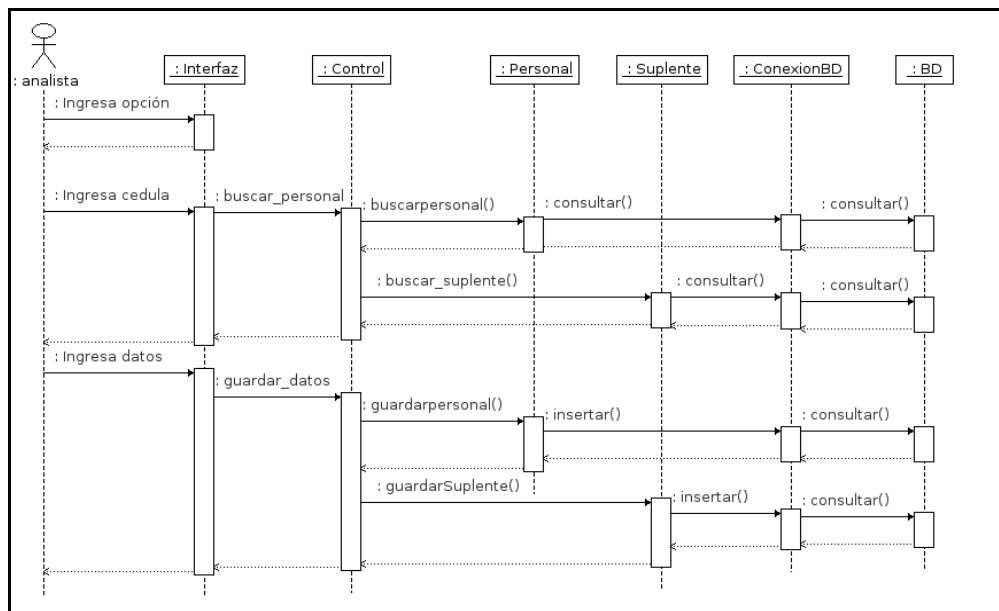 : analista
: Interfaz
: Control
: Personal
: Suplente
: ConexionBD
: BD
: Ingresa opción
: Ingresa cedula
: buscar_personal
: buscarpersonal()
: consultar()
: consultar()
: buscar_suplente()
: consultar()
: consultar()
: Ingresa datos
: guardar_datos
: guardarpersonal()
: insertar()
: consultar()
: guardarSuplente()
: insertar()
: consultar()